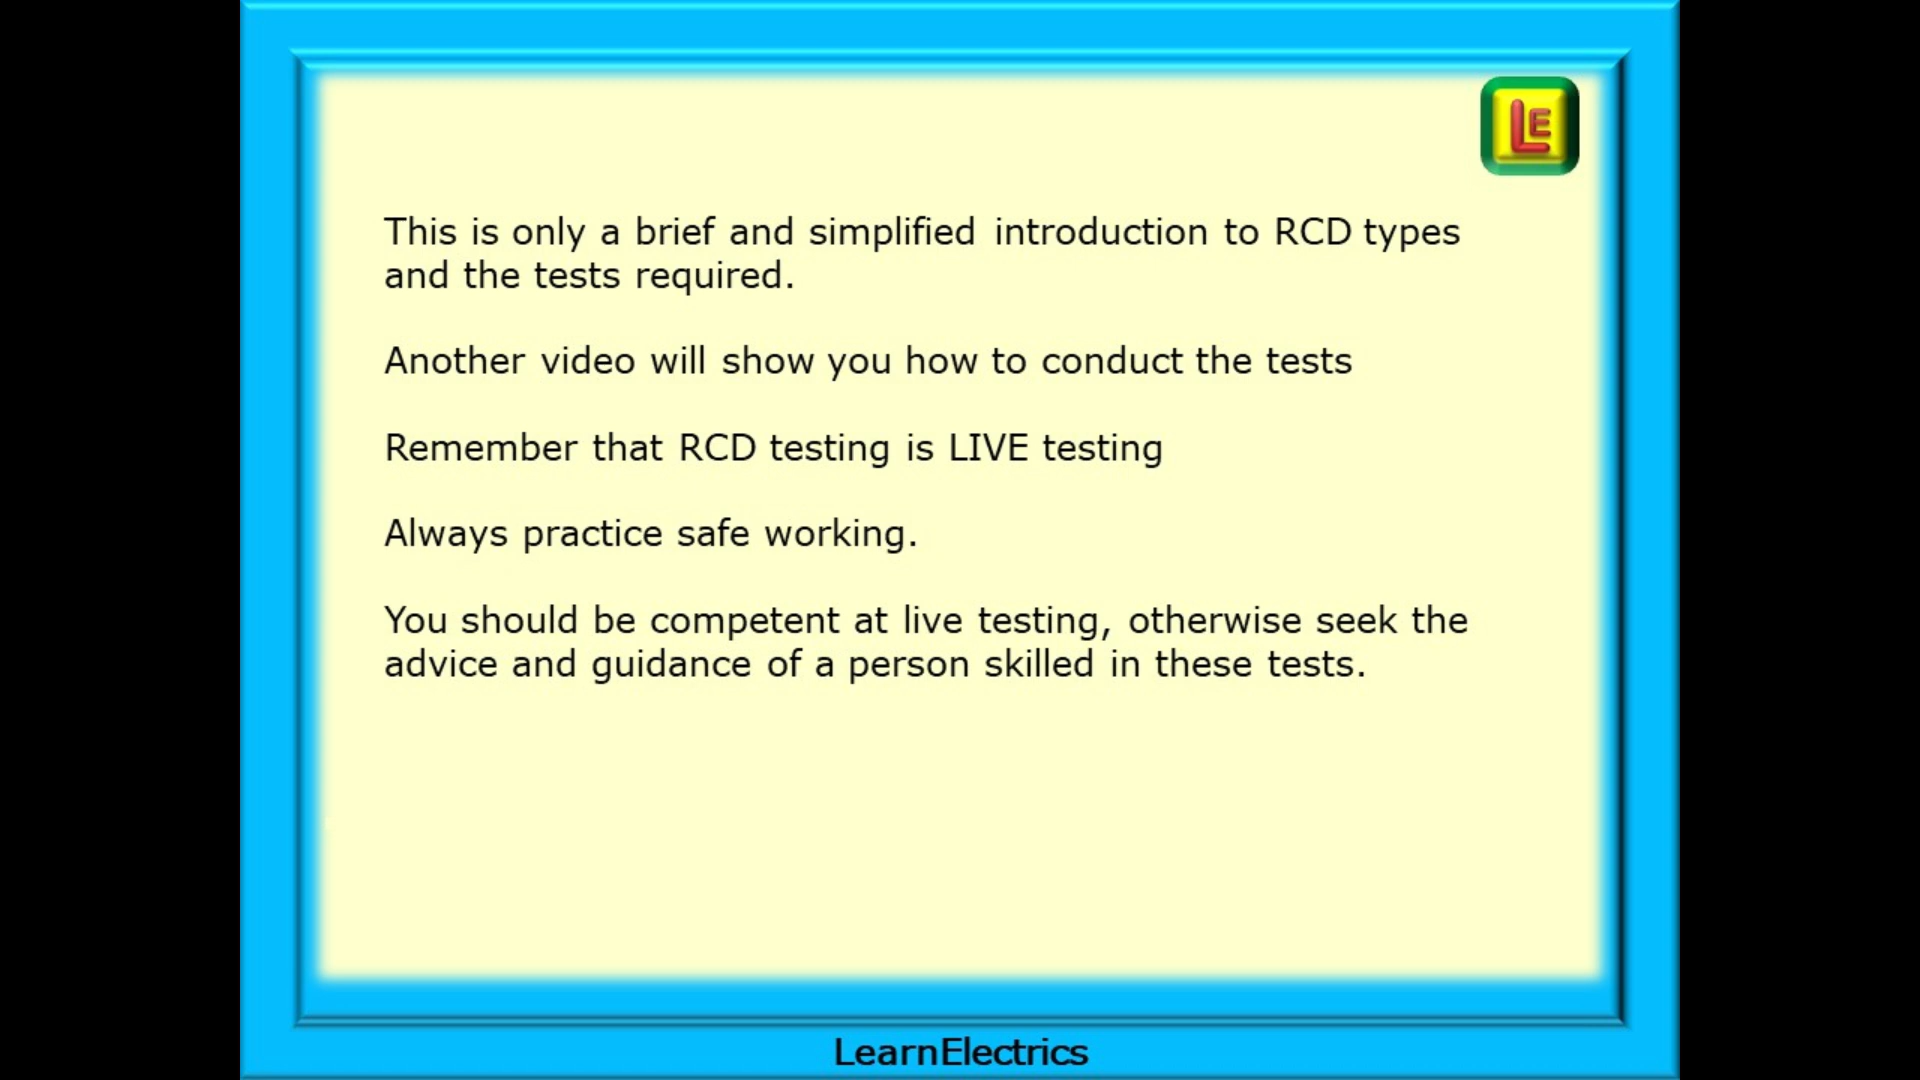 LE
This is only a brief and simplified introduction to RCD types
and the tests required.
Another video will show you how to conduct the tests
Remember that RCD testing is LIVE testing
Always practice safe working.
You should be competent at live testing, otherwise seek the
advice and guidance of a person skilled in these tests.
LearnElectrics